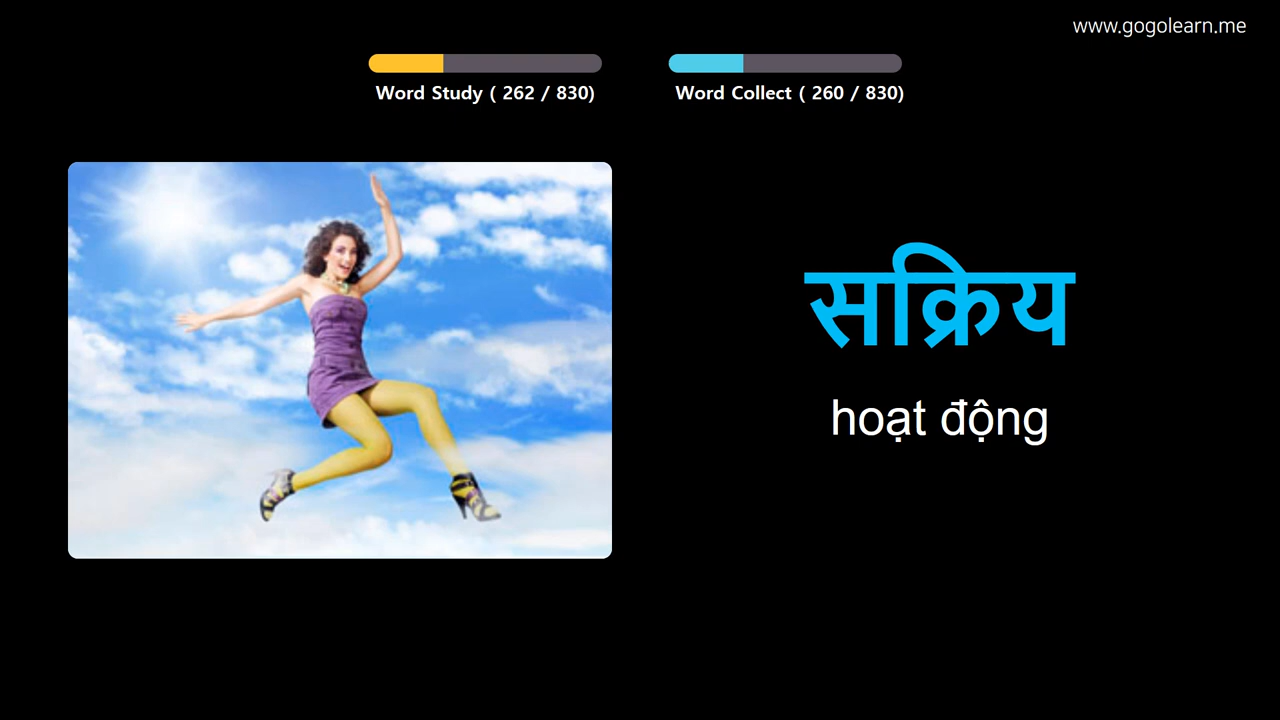 www.gogolearn.me
Word Study ( 262 / 830)
Word Collect ( 260 / 830)
सक्रिय
hoạt động